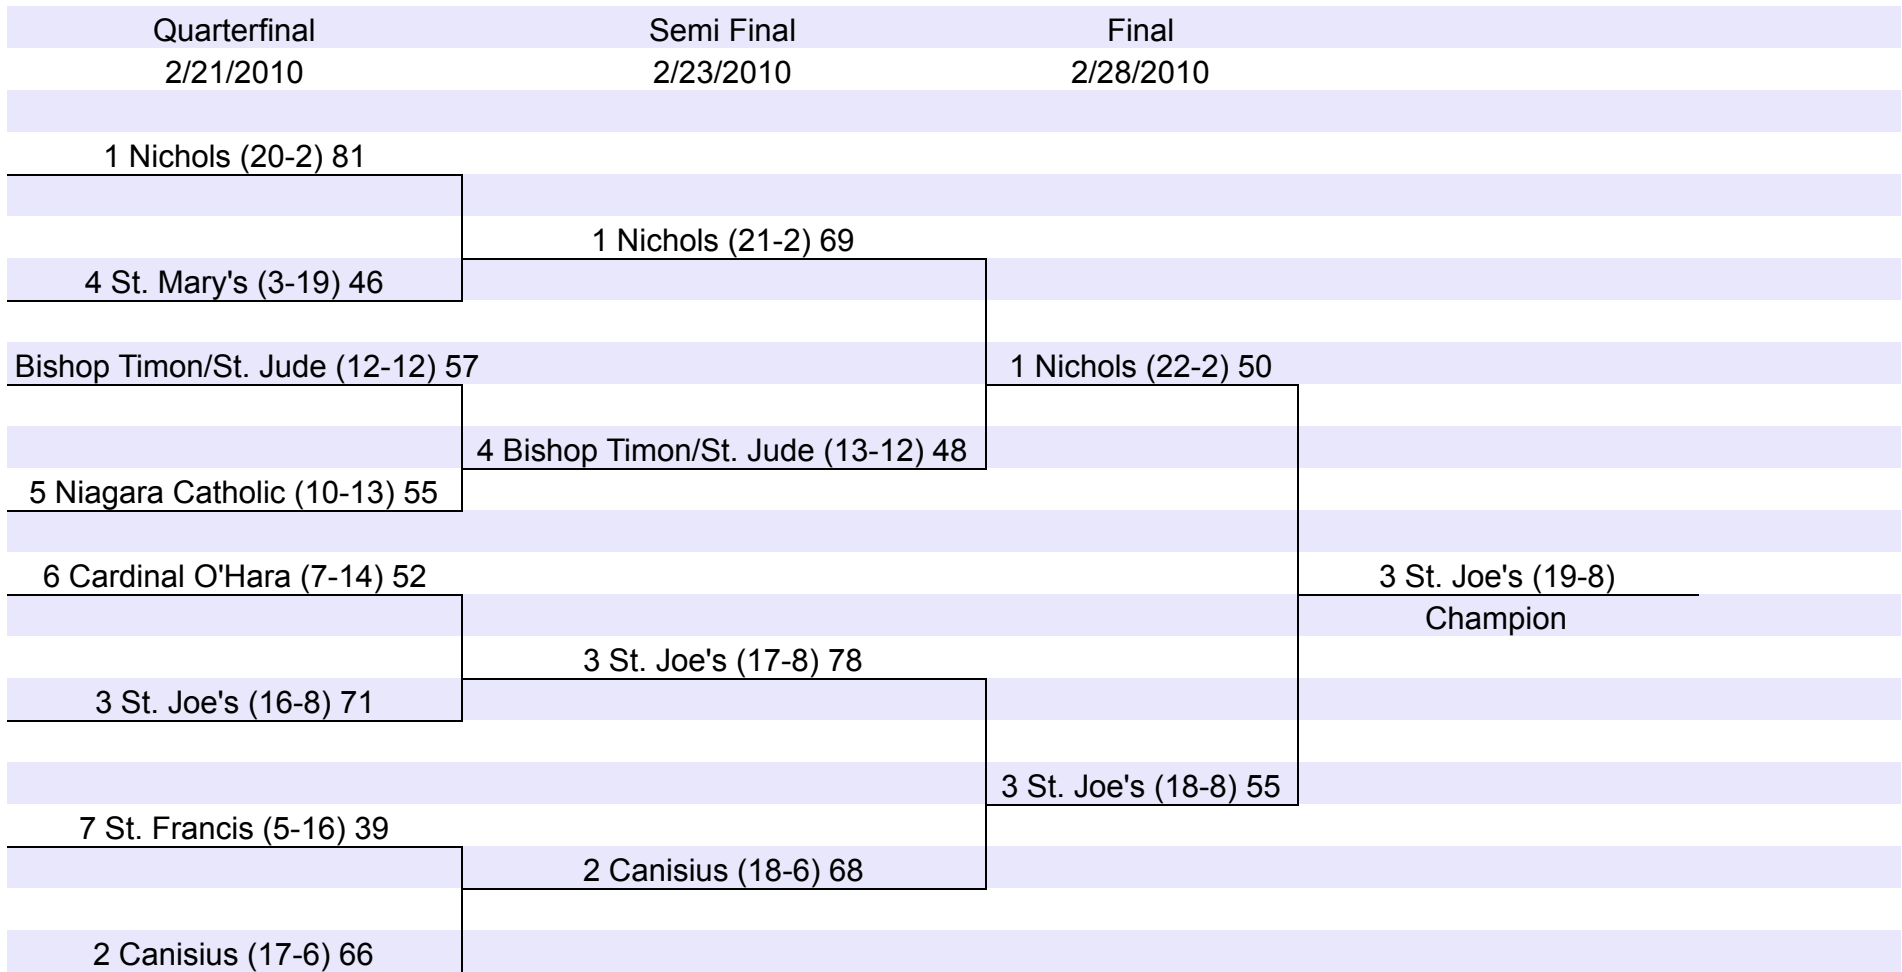 Quarterfinal Semi Final Final
2/21/2010 2/23/2010 2/28/2010
1 Nichols (20-2) 81
1 Nichols (21-2) 69
4 St. Mary's (3-19) 46
Bishop Timon/St. Jude (12-12) 57 1 Nichols (22-2) 50
4 Bishop Timon/St. Jude (13-12) 48
5 Niagara Catholic (10-13) 55
6 Cardinal O'Hara (7-14) 52 3 St. Joe's (19-8)
Champion
3 St. Joe's (17-8) 78
3 St. Joe's (16-8) 71
3 St. Joe's (18-8) 55
7 St. Francis (5-16) 39
2 Canisius (18-6) 68
2 Canisius (17-6) 66